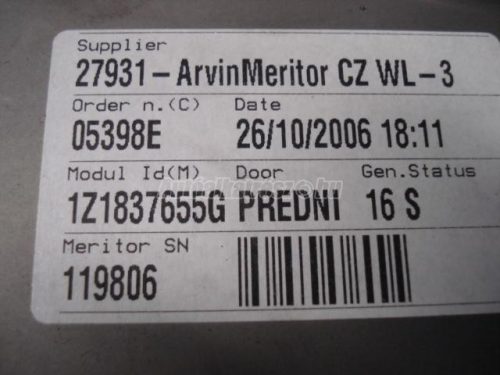 Supplier
27931-ArvinMeritor CZ WL-3
Order n.(C) Date
05398E 26/10/2006 18:11
Modul Id(M) Door Gen.Status
1Z1837655G PREDNI 16 S
Meritor SN
119806